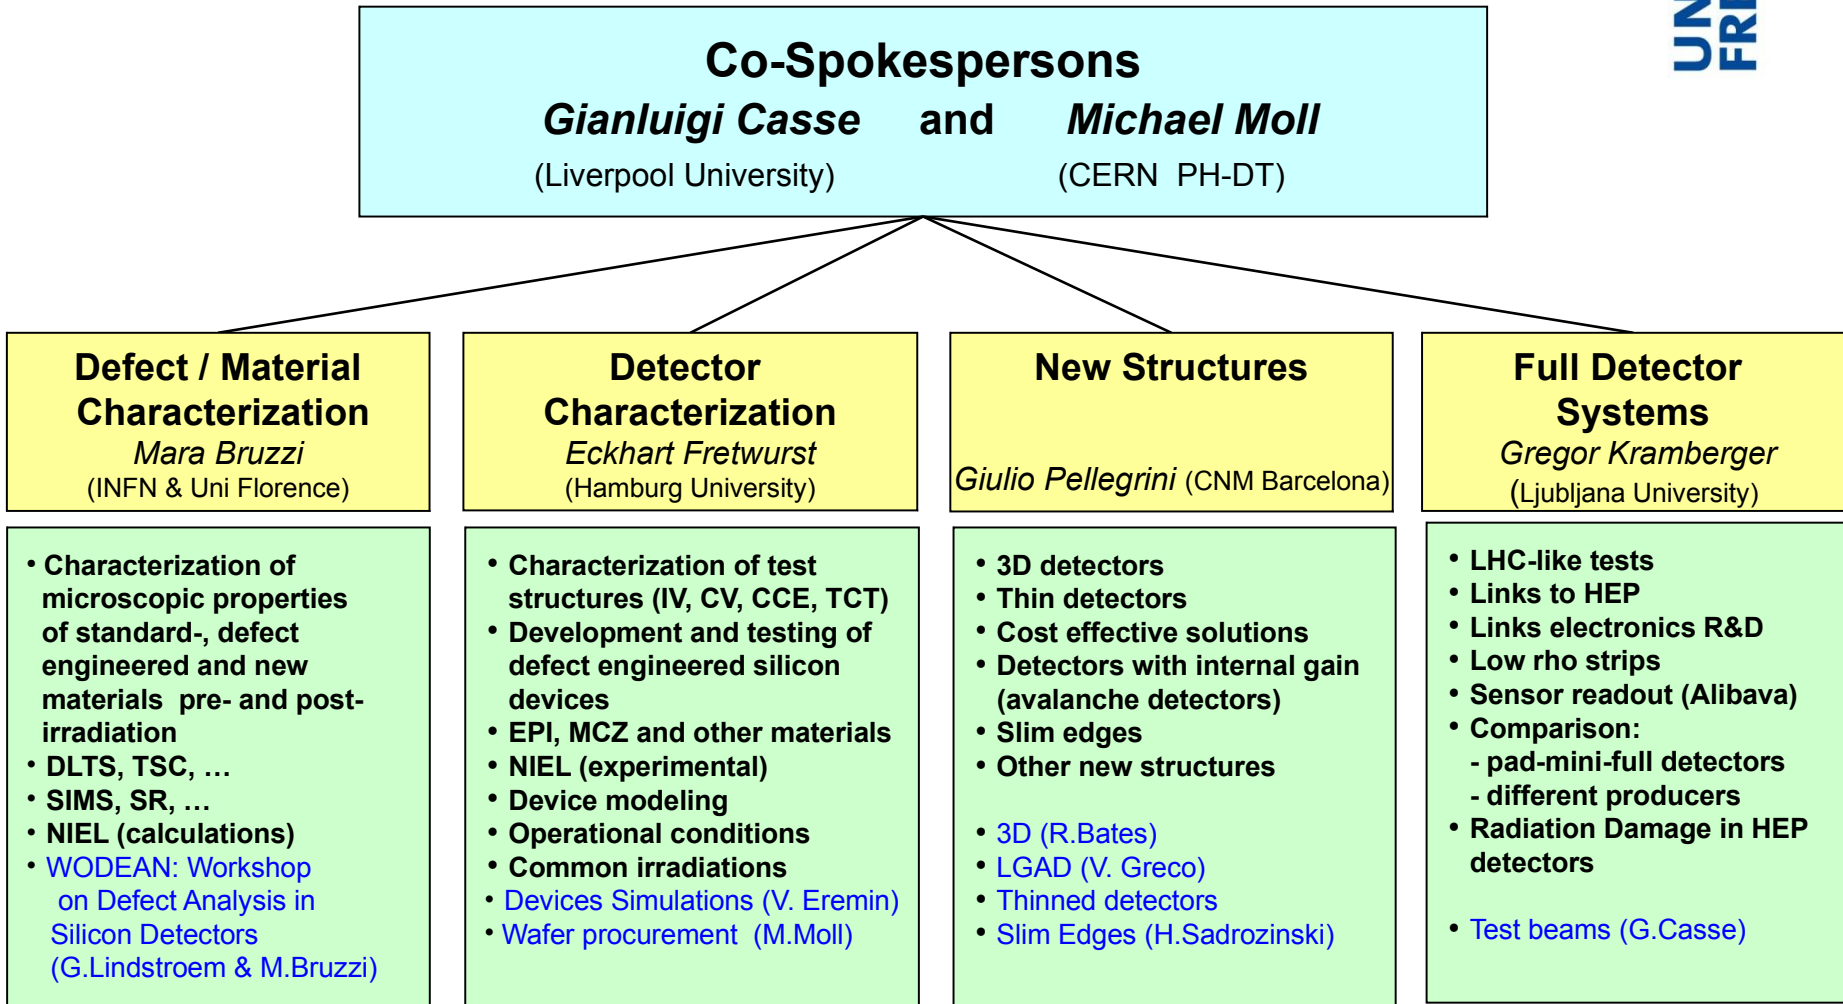 UN
FRE
Co-Spokespersons
Gianluigi Casse and Michael Moll
(Liverpool University) (CERN PH-DT)
Defect / Material
Characterization
Mara Bruzzi
(INFN & Uni Florence)
• Characterization of
microscopic properties
of standard-, defect
engineered and new
materials pre- and post-
irradiation
• DLTS, TSC, …
• SIMS, SR, …
• NIEL (calculations)
• WODEAN: Workshop
on Defect Analysis in
Silicon Detectors
(G.Lindstroem & M.Bruzzi)
Detector
Characterization
Eckhart Fretwurst
(Hamburg University)
• Characterization of test
structures (IV, CV, CCE, TCT)
• Development and testing of
defect engineered silicon
devices
• EPI, MCZ and other materials
• NIEL (experimental)
• Device modeling
• Operational conditions
• Common irradiations
• Devices Simulations (V. Eremin)
• Wafer procurement (M.Moll)
New Structures
Giulio Pellegrini (CNM Barcelona)
• 3D detectors
• Thin detectors
• Cost effective solutions
• Detectors with internal gain
(avalanche detectors)
• Slim edges
• Other new structures
• 3D (R.Bates)
• LGAD (V. Greco)
• Thinned detectors
• Slim Edges (H.Sadrozinski)
Full Detector
Systems
Gregor Kramberger
(Ljubljana University)
• LHC-like tests
• Links to HEP
• Links electronics R&D
• Low rho strips
• Sensor readout (Alibava)
• Comparison:
- pad-mini-full detectors
- different producers
• Radiation Damage in HEP
detectors
• Test beams (G.Casse)